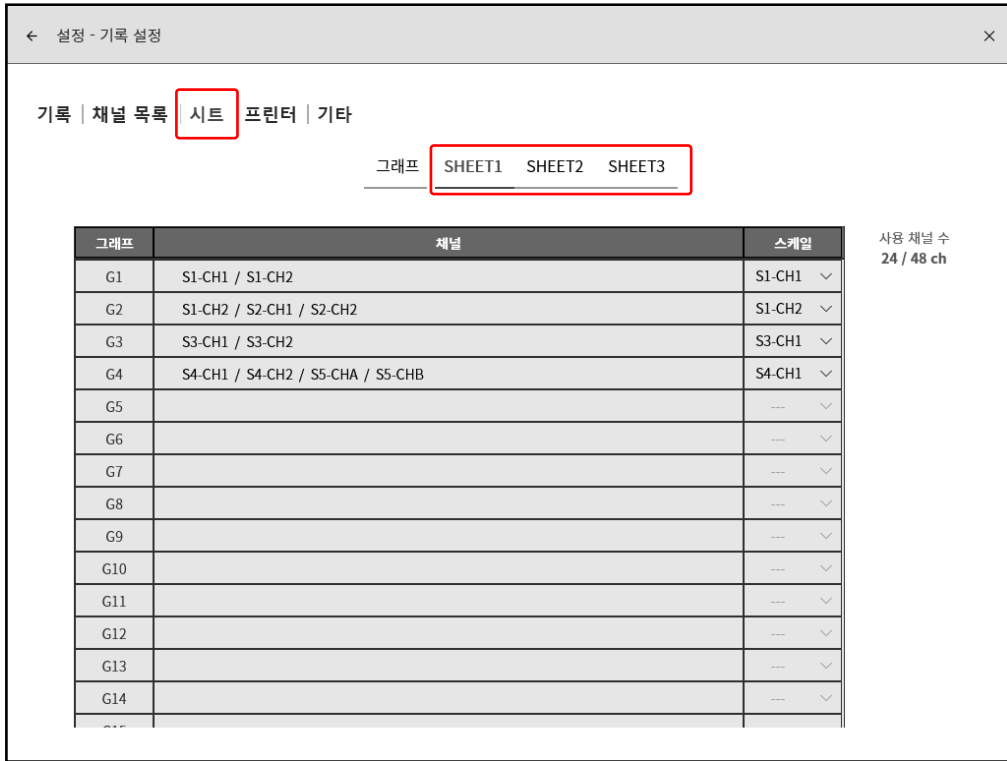 ← 설정 - 기록 설정 ×
기록 | 채널 목록 | 시트 | 프린터 | 기타
그래프 SHEET1 SHEET2 SHEET3
그래프 채널 스케일
사용 채널 수
24 / 48 ch
G1 S1-CH1 / S1-CH2 S1-CH1
G2 S1-CH2 / S2-CH1 / S2-CH2 S1-CH2
G3 S3-CH1 / S3-CH2 S3-CH1
G4 S4-CH1 / S4-CH2 / S5-CHA / S5-CHB S4-CH1
G5 ---
G6 ---
G7 ---
G8 ---
G9 ---
G10 ---
G11 ---
G12 ---
G13 ---
G14 ---